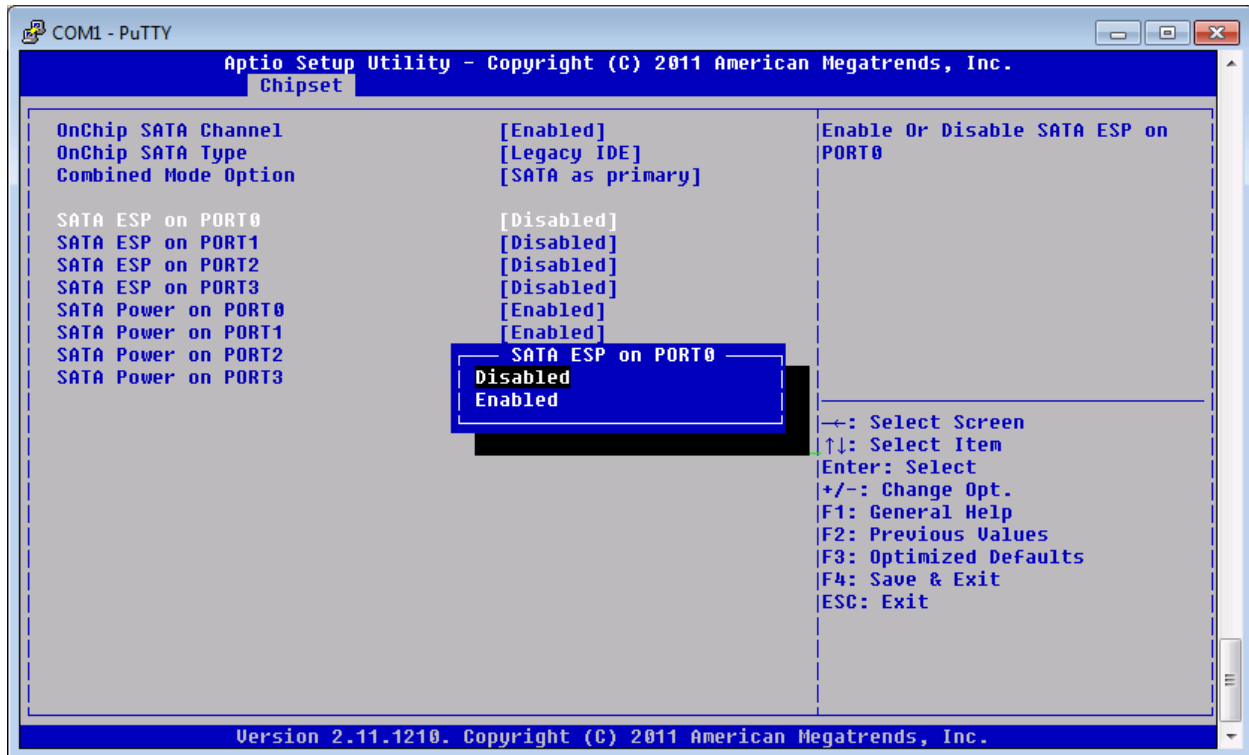 COM1 - PuTTY
Aptio Setup Utility - Copyright (C) 2011 American Megatrends, Inc.
Chipset
OnChip SATA Channel [Enabled]
OnChip SATA Type [Legacy IDE]
Combined Mode Option [SATA as primary]
SATA ESP on PORT0 [Disabled]
SATA ESP on PORT1 [Disabled]
SATA ESP on PORT2 [Disabled]
SATA ESP on PORT3 [Disabled]
SATA Power on PORT0 [Enabled]
SATA Power on PORT1 [Enabled]
SATA Power on PORT2
SATA Power on PORT3
SATA ESP on PORT0
Disabled
Enabled
Enable Or Disable SATA ESP on
PORT0
→←: Select Screen
↑↓: Select Item
Enter: Select
+/-: Change Opt.
F1: General Help
F2: Previous Values
F3: Optimized Defaults
F4: Save & Exit
ESC: Exit
Version 2.11.1210. Copyright (C) 2011 American Megatrends, Inc.